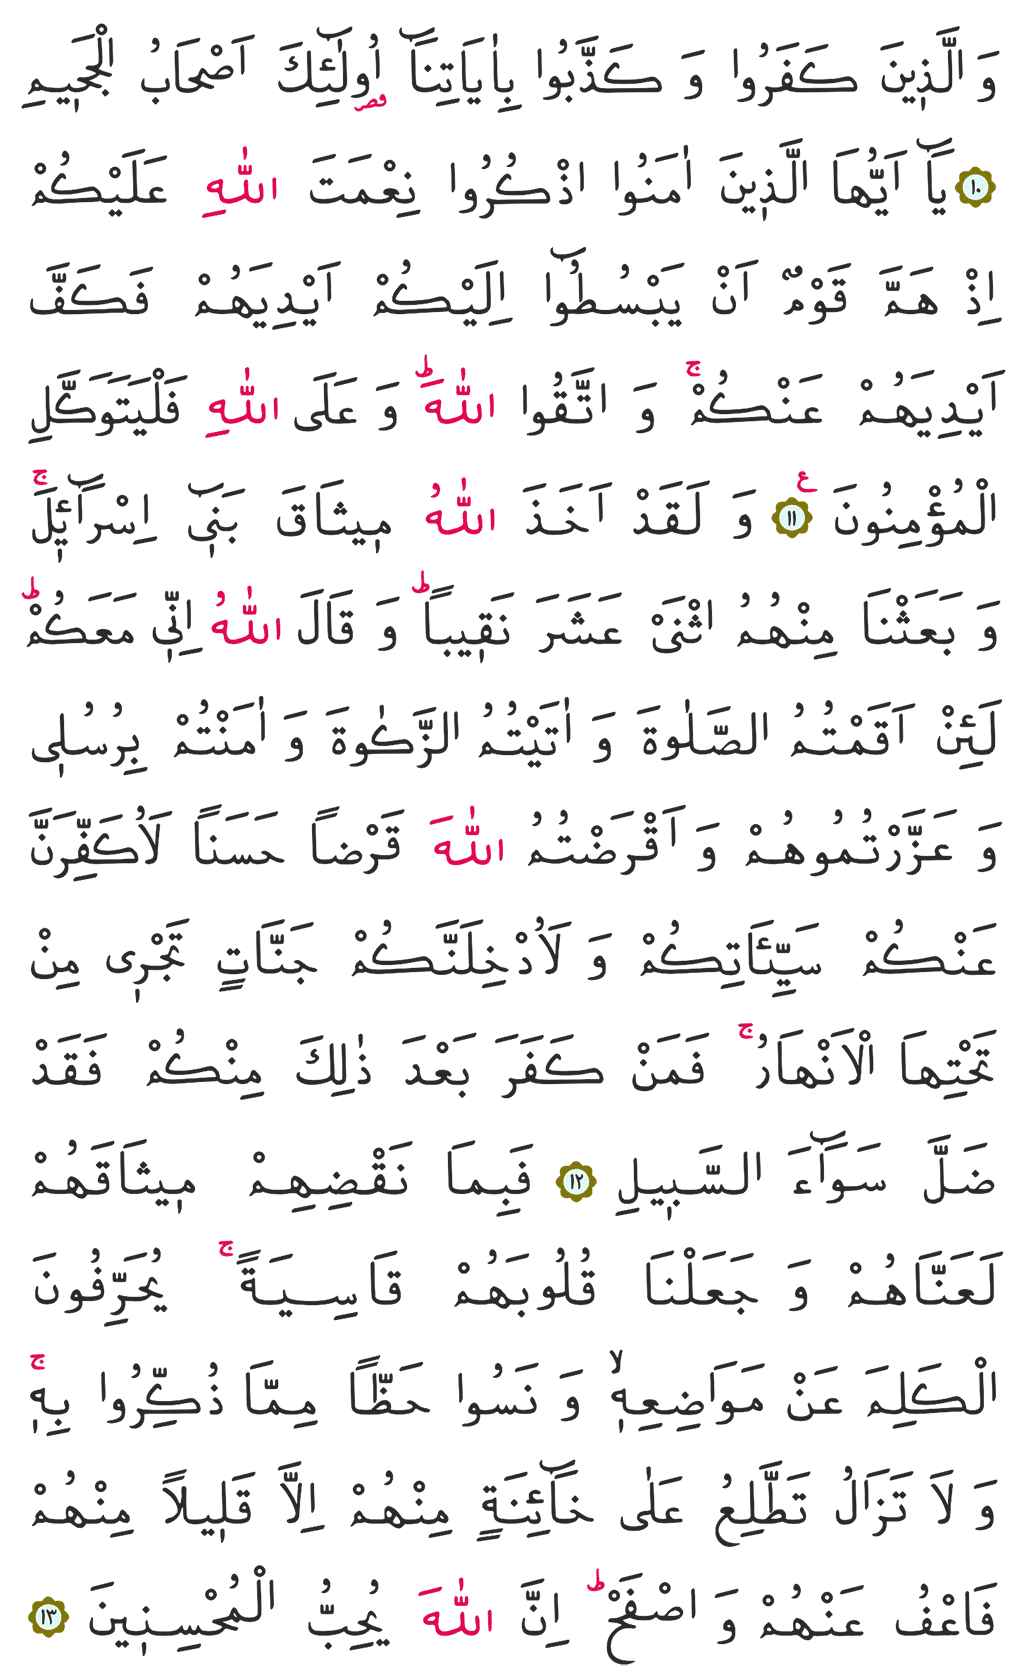 وَ الَّذٖينَ كَفَرُوا وَ كَذَّبُوا بِاٰيَاتِنَٓا اُولٰٓئِكَ اَصْحَابُ الْجَحٖيمِ
﴿١٠﴾ يَٓا اَيُّهَا الَّذٖينَ اٰمَنُوا اذْكُرُوا نِعْمَتَ اللّٰهِ عَلَيْكُمْ
اِذْ هَمَّ قَوْمٌ اَنْ يَبْسُطُٓوا اِلَيْكُمْ اَيْدِيَهُمْ فَكَفَّ
اَيْدِيَهُمْ عَنْكُمْۚ وَ اتَّقُوا اللّٰهَؕ وَ عَلَى اللّٰهِ فَلْيَتَوَكَّلِ
الْمُؤْمِنُونَ ﴿١١﴾ وَ لَقَدْ اَخَذَ اللّٰهُ مٖيثَاقَ بَنٖٓي اِسْرَٓائٖلَۚ
وَ بَعَثْنَا مِنْهُمُ اثْنَيْ عَشَرَ نَقٖيباًؕ وَ قَالَ اللّٰهُ اِنّٖي مَعَكُمْؕ
لَئِنْ اَقَمْتُمُ الصَّلٰوةَ وَ اٰتَيْتُمُ الزَّكٰوةَ وَ اٰمَنْتُمْ بِرُسُلٖي
وَ عَزَّرْتُمُوهُمْ وَ اَقْرَضْتُمُ اللّٰهَ قَرْضاً حَسَناً لَاُكَفِّرَنَّ
عَنْكُمْ سَيِّئَاتِكُمْ وَ لَاُدْخِلَنَّكُمْ جَنَّاتٍ تَجْرٖي مِنْ
تَحْتِهَا الْاَنْهَارُۚ فَمَنْ كَفَرَ بَعْدَ ذٰلِكَ مِنْكُمْ فَقَدْ
ضَلَّ سَوَٓاءَ السَّبٖيلِ ﴿١٢﴾ فَبِمَا نَقْضِهِمْ مٖيثَاقَهُمْ
لَعَنَّاهُمْ وَ جَعَلْنَا قُلُوبَهُمْ قَاسِيَةًۚ يُحَرِّفُونَ
الْكَلِمَ عَنْ مَوَاضِعِهٖۙ وَ نَسُوا حَظّاً مِمَّا ذُكِّرُوا بِهٖۚ
وَ لَا تَزَالُ تَطَّلِعُ عَلٰى خَٓائِنَةٍ مِنْهُمْ اِلَّا قَلٖيلاً مِنْهُمْ
فَاعْفُ عَنْهُمْ وَ اصْفَحْؕ اِنَّ اللّٰهَ يُحِبُّ الْمُحْسِنٖينَ ﴿١٣﴾